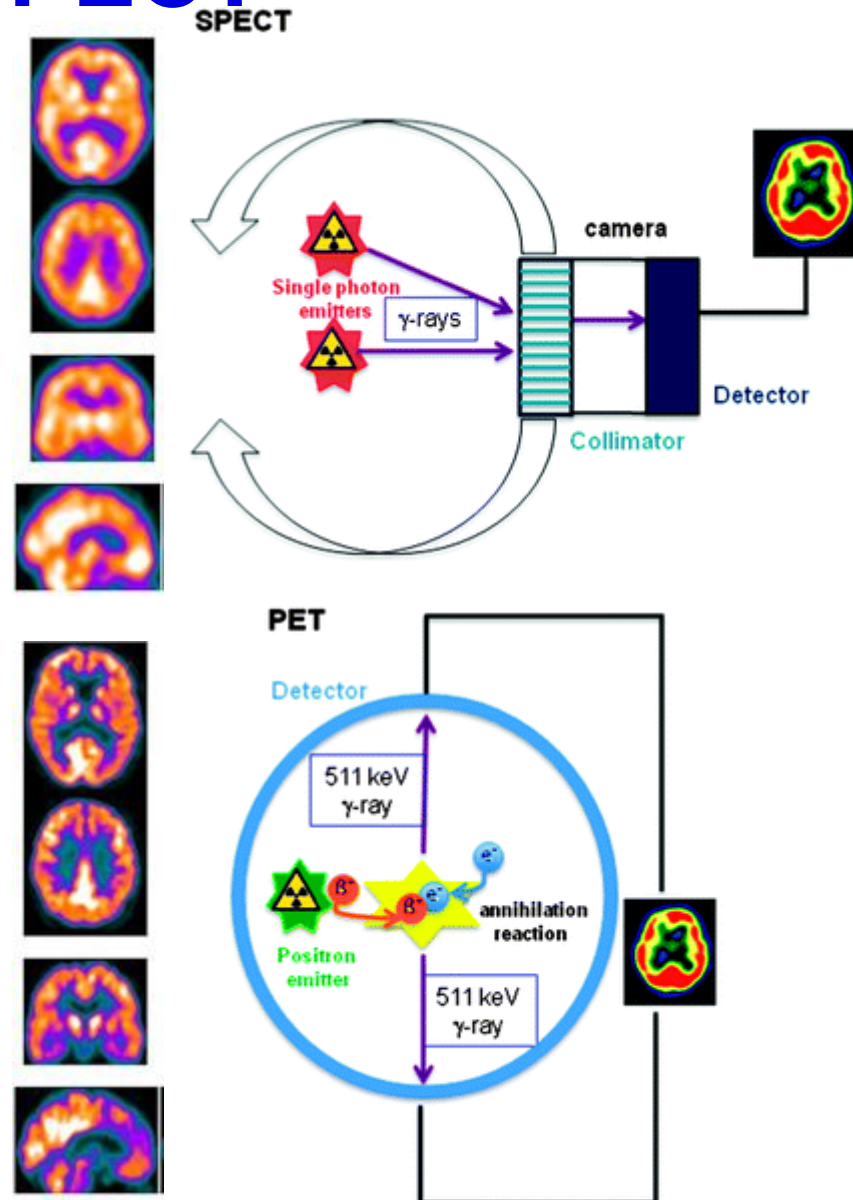 SPECT
camera
Single photon
emitters
γ-rays
Detector
Collimator
PET
Detector
511 keV
γ-ray
e-
annihilation
reaction
Positron
emitter
511 keV
γ-ray